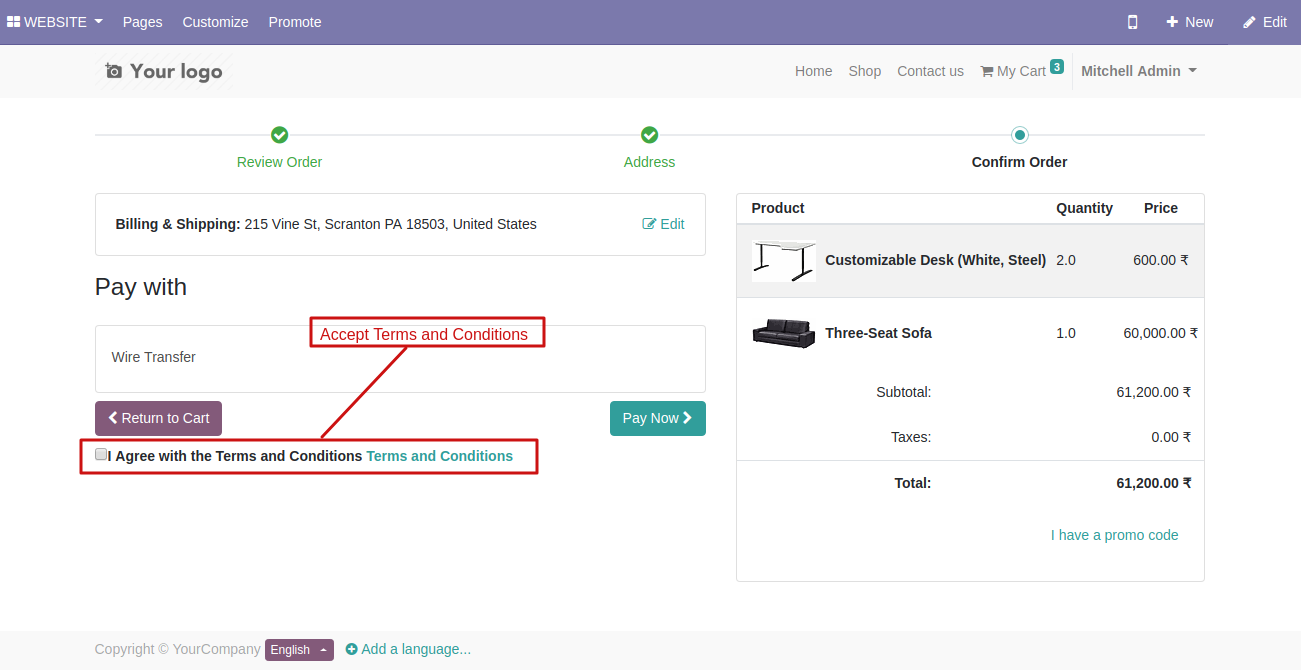 WEBSITE Pages Customize Promote New Edit
Your logo Home Shop Contact us My Cart 3 Mitchell Admin
Review Order Address Confirm Order
Billing & Shipping: 215 Vine St, Scranton PA 18503, United States Edit
Pay with
Accept Terms and Conditions
Wire Transfer
Return to Cart Pay Now
I Agree with the Terms and Conditions Terms and Conditions
Product Quantity Price
Customizable Desk (White, Steel) 2.0 600.00 ₹
Three-Seat Sofa 1.0 60,000.00 ₹
Subtotal: 61,200.00 ₹
Taxes: 0.00 ₹
Total: 61,200.00 ₹
I have a promo code
Copyright © YourCompany English Add a language...